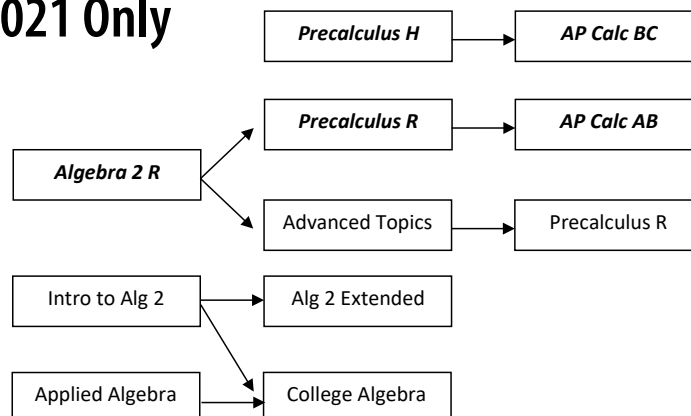 021 Only
Precalculus H
AP Calc BC
Precalculus R
AP Calc AB
Algebra 2 R
Advanced Topics
Precalculus R
Intro to Alg 2
Alg 2 Extended
Applied Algebra
College Algebra